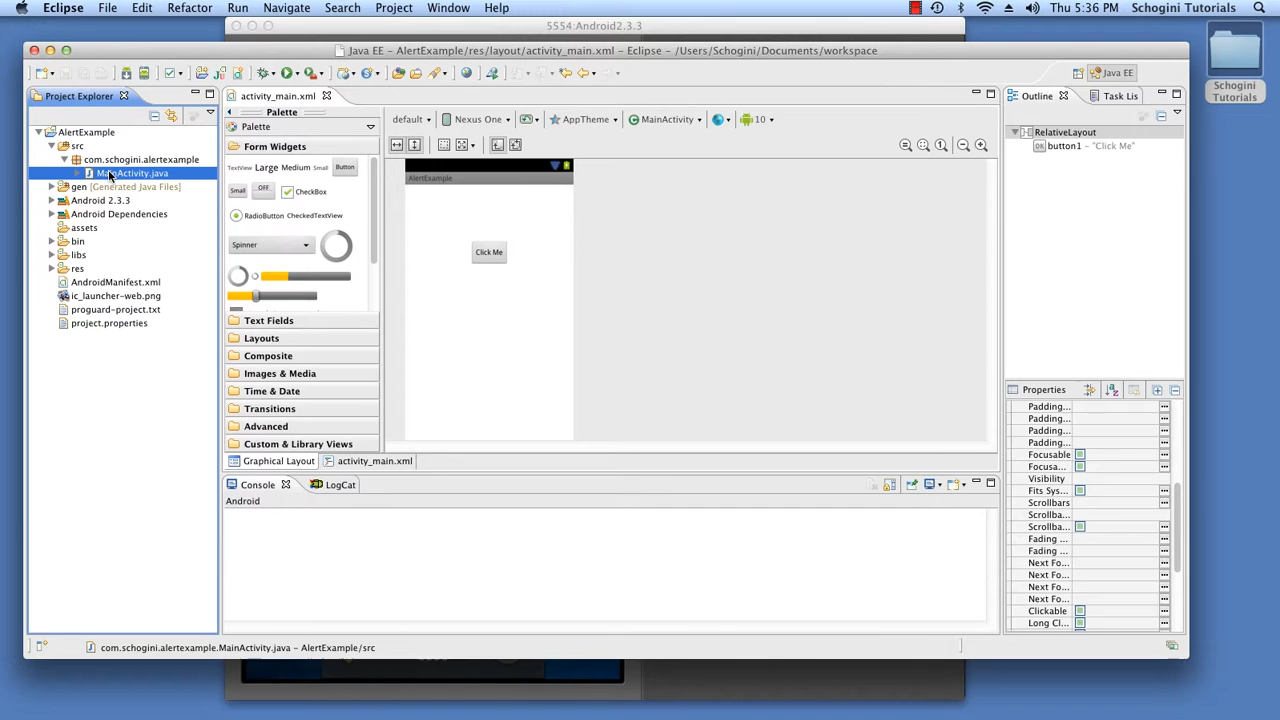 Eclipse File Edit Refactor Run Navigate Search Project Window Help Thu 5:36 PM Schogini Tutorials
5554:Android2.3.3
Java EE – AlertExample/res/layout/activity_main.xml – Eclipse – /Users/Schogini/Documents/workspace
Java EE
Schogini
Tutorials
Project Explorer
AlertExample
src
com.schogini.alertexample
MainActivity.java
gen [Generated Java Files]
Android 2.3.3
Android Dependencies
assets
bin
libs
res
AndroidManifest.xml
ic_launcher-web.png
proguard-project.txt
project.properties
activity_main.xml
Palette
Palette
Form Widgets
TextView Large Medium Small Button
Small OFF CheckBox
RadioButton CheckedTextView
Spinner
Text Fields
Layouts
Composite
Images & Media
Time & Date
Transitions
Advanced
Custom & Library Views
default Nexus One AppTheme MainActivity 10
AlertExample
Click Me
Graphical Layout activity_main.xml
Console LogCat
Android
Outline Task Lis
RelativeLayout
OK button1 – "Click Me"
Properties
Padding...
Padding...
Padding...
Padding...
Focusable
Focusa...
Visibility
Fits Sys...
Scrollbars
Scrollba...
Scrollba...
Fading ...
Fading ...
Next Fo...
Next Fo...
Next Fo...
Next Fo...
Clickable
Long Cl...
com.schogini.alertexample.MainActivity.java – AlertExample/src